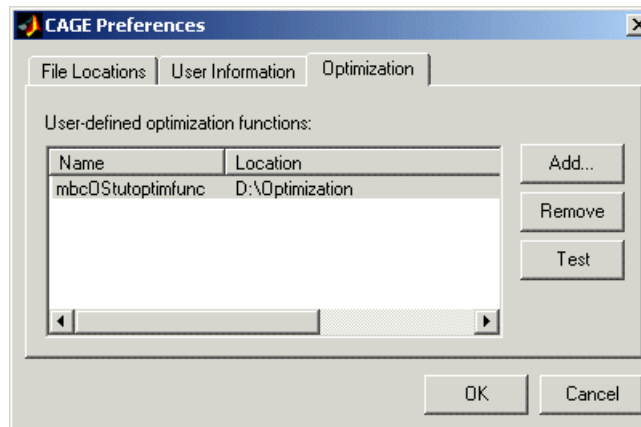 CAGE Preferences
File Locations User Information Optimization
User-defined optimization functions:
Name Location Add...
mbcOStutoptimfunc D:\Optimization
Remove
Test
OK Cancel